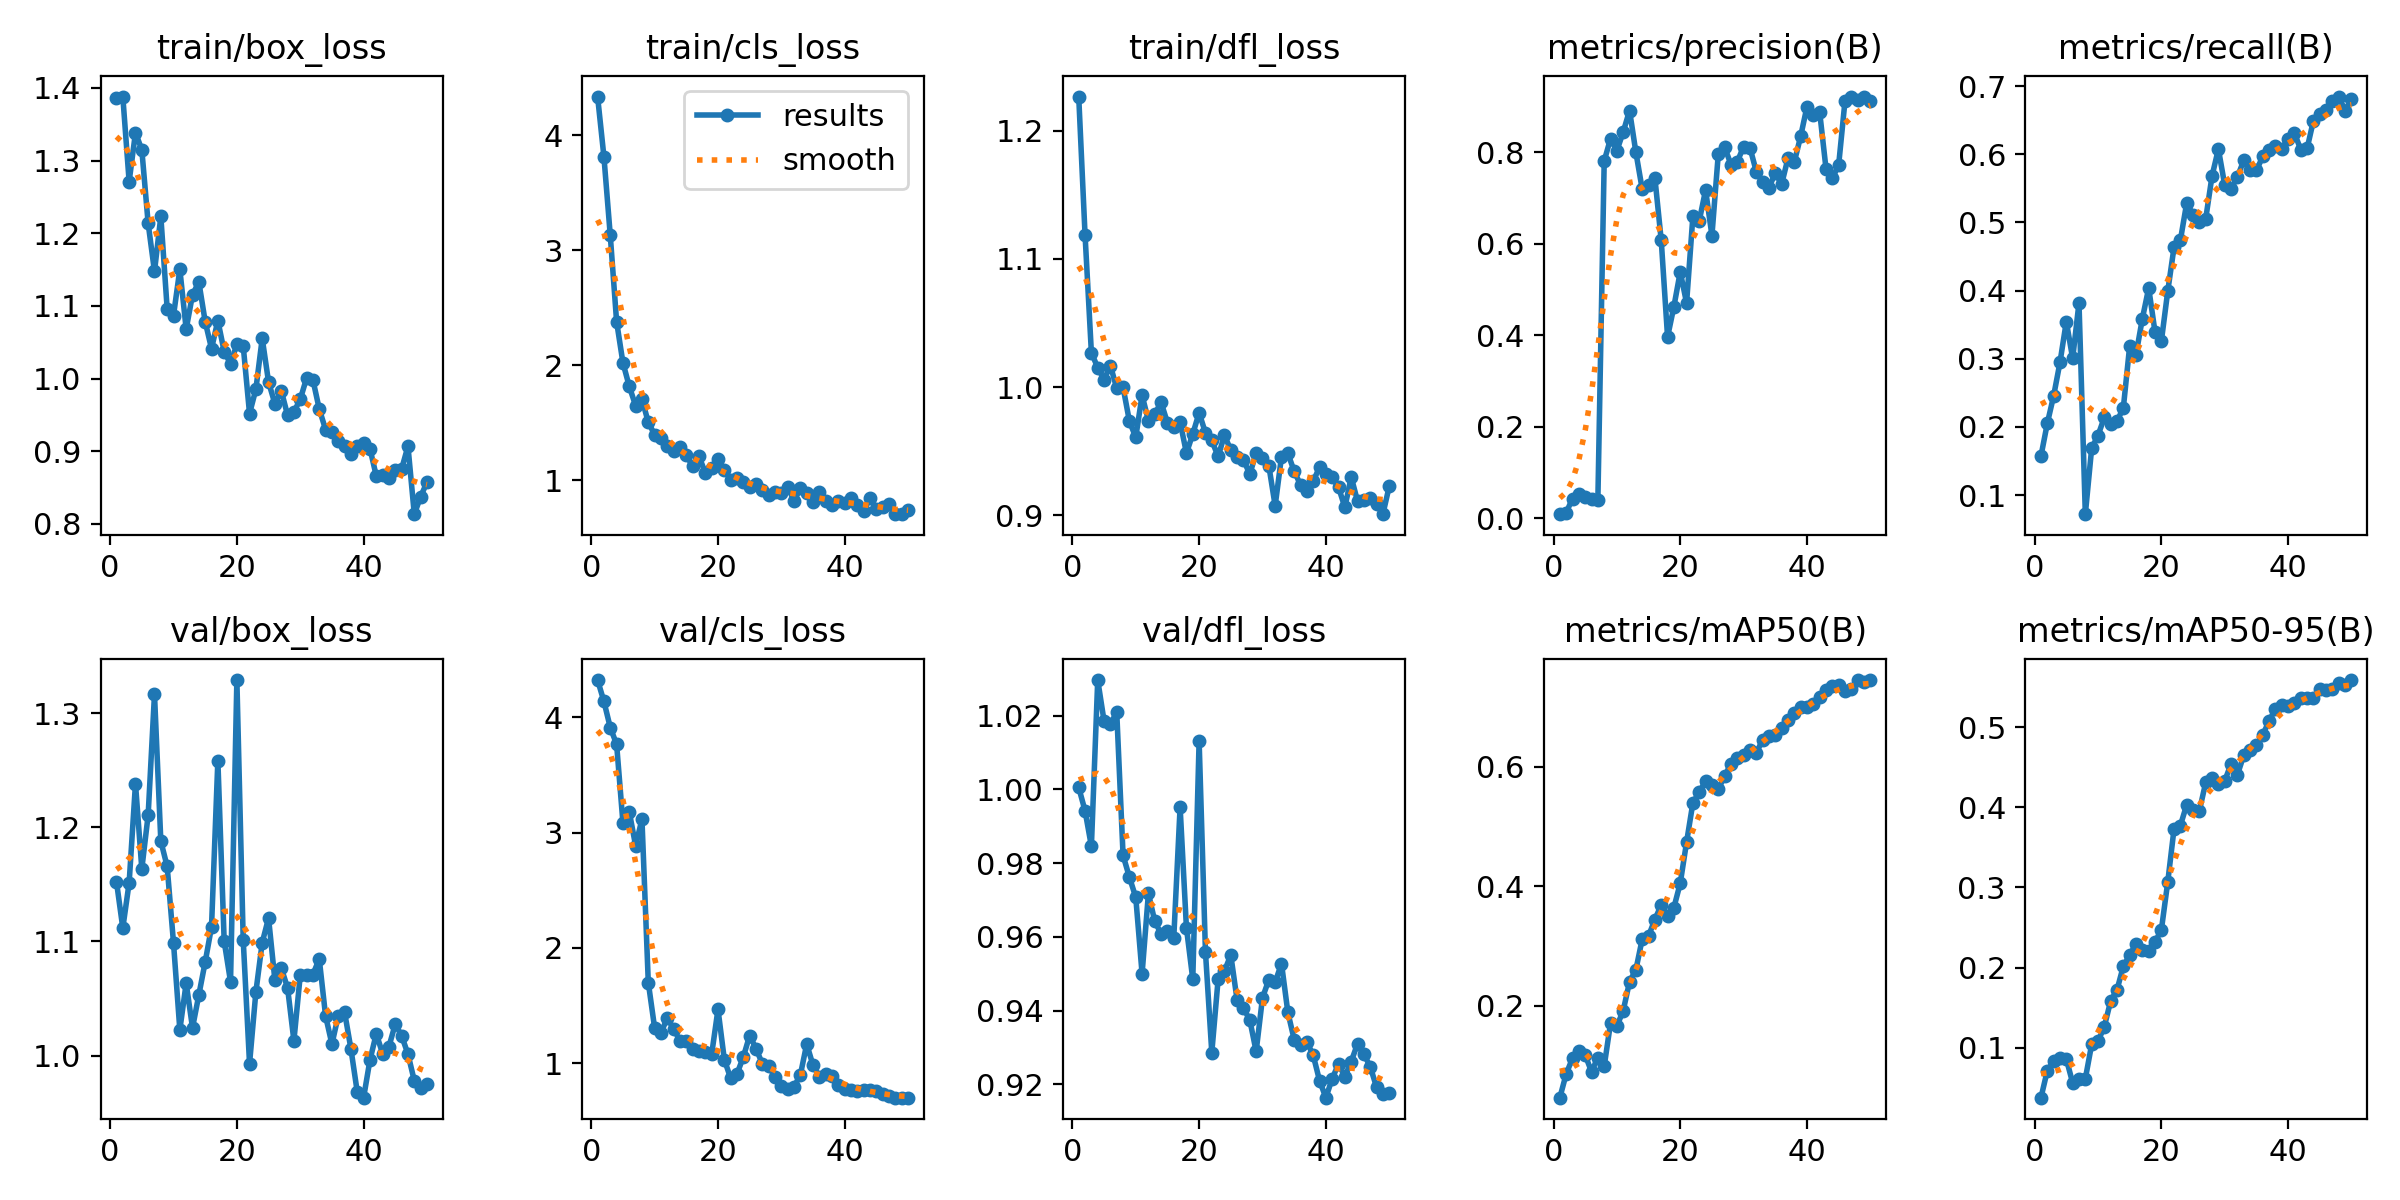 train/box_loss
1.4
1.3
1.2
1.1
1.0
0.9
0.8
0 20 40
train/cls_loss
results
smooth
4
3
2
1
0 20 40
train/dfl_loss
1.2
1.1
1.0
0.9
0 20 40
metrics/precision(B)
0.8
0.6
0.4
0.2
0.0
0 20 40
metrics/recall(B)
0.7
0.6
0.5
0.4
0.3
0.2
0.1
0 20 40
val/box_loss
1.3
1.2
1.1
1.0
0 20 40
val/cls_loss
4
3
2
1
0 20 40
val/dfl_loss
1.02
1.00
0.98
0.96
0.94
0.92
0 20 40
metrics/mAP50(B)
0.6
0.4
0.2
0 20 40
metrics/mAP50-95(B)
0.5
0.4
0.3
0.2
0.1
0 20 40